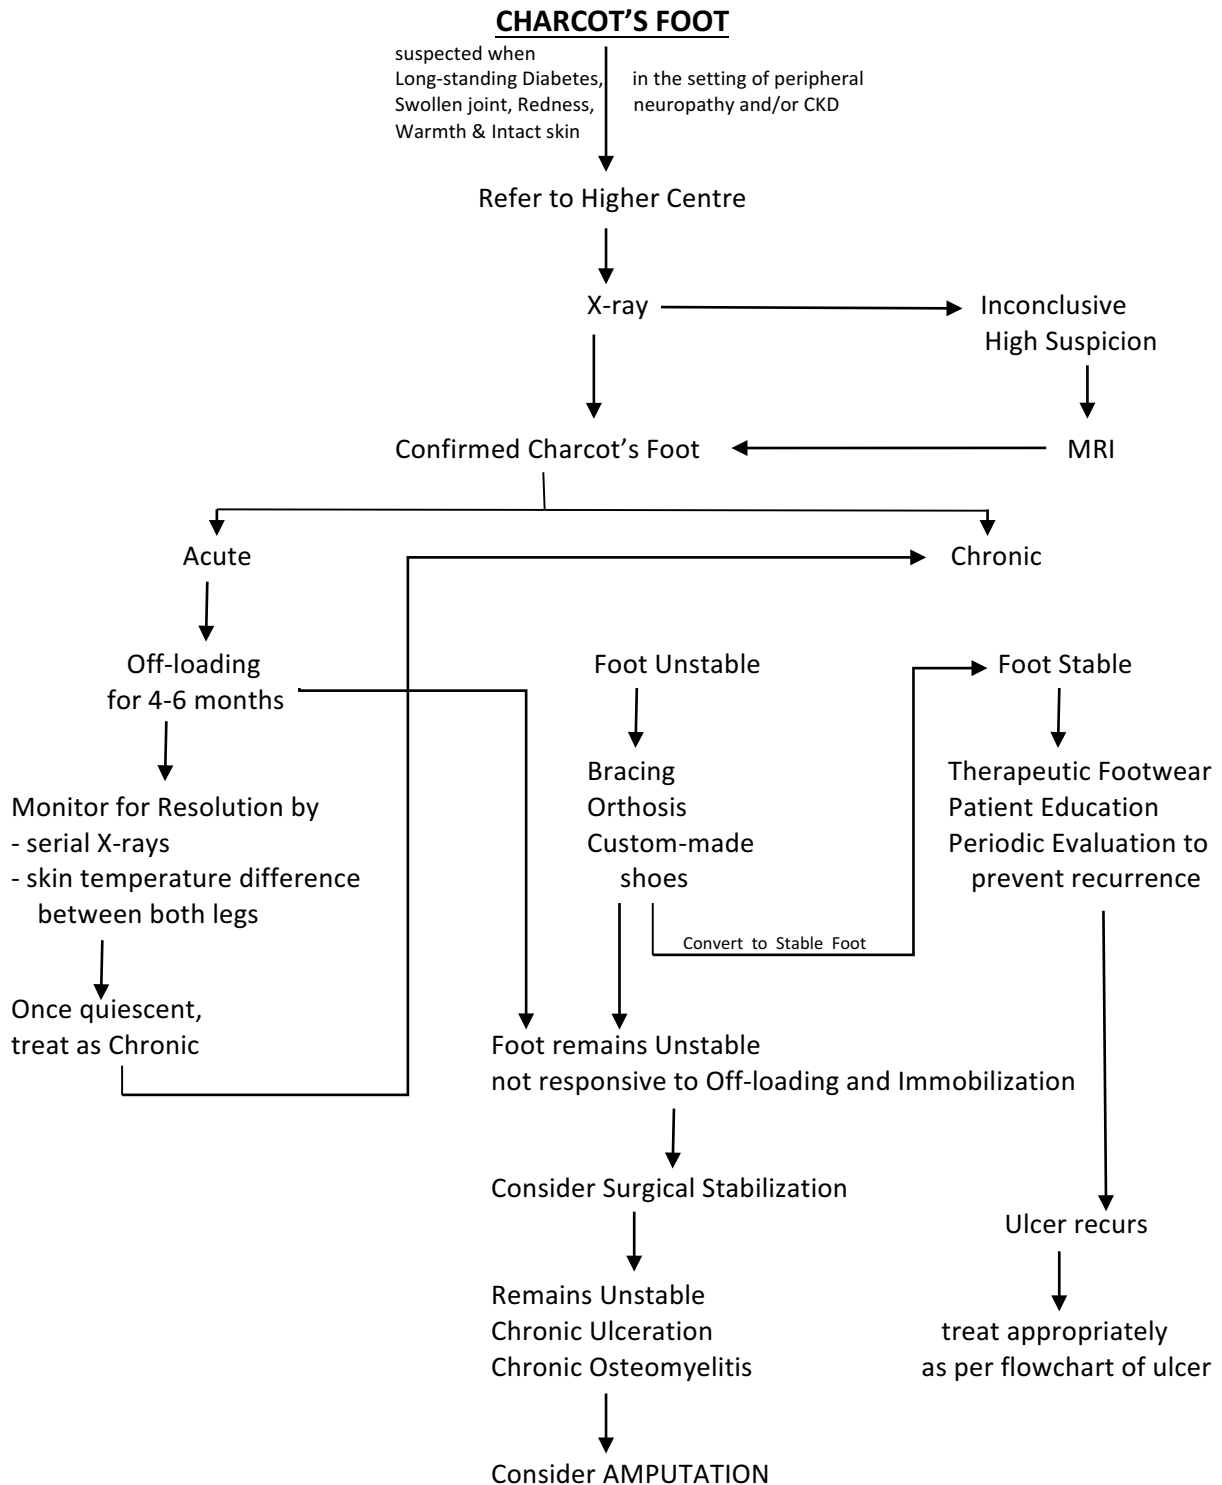 CHARCOT’S FOOT
suspected when
Long-standing Diabetes,
Swollen joint, Redness,
Warmth & Intact skin
in the setting of peripheral
neuropathy and/or CKD
Refer to Higher Centre
X-ray
Inconclusive
High Suspicion
Confirmed Charcot’s Foot
MRI
Acute
Chronic
Off-loading
for 4-6 months
Foot Unstable
Foot Stable
Monitor for Resolution by
- serial X-rays
- skin temperature difference
between both legs
Bracing
Orthosis
Custom-made
shoes
Therapeutic Footwear
Patient Education
Periodic Evaluation to
prevent recurrence
Convert to Stable Foot
Once quiescent,
treat as Chronic
Foot remains Unstable
not responsive to Off-loading and Immobilization
Consider Surgical Stabilization
Ulcer recurs
Remains Unstable
Chronic Ulceration
Chronic Osteomyelitis
treat appropriately
as per flowchart of ulcer
Consider AMPUTATION